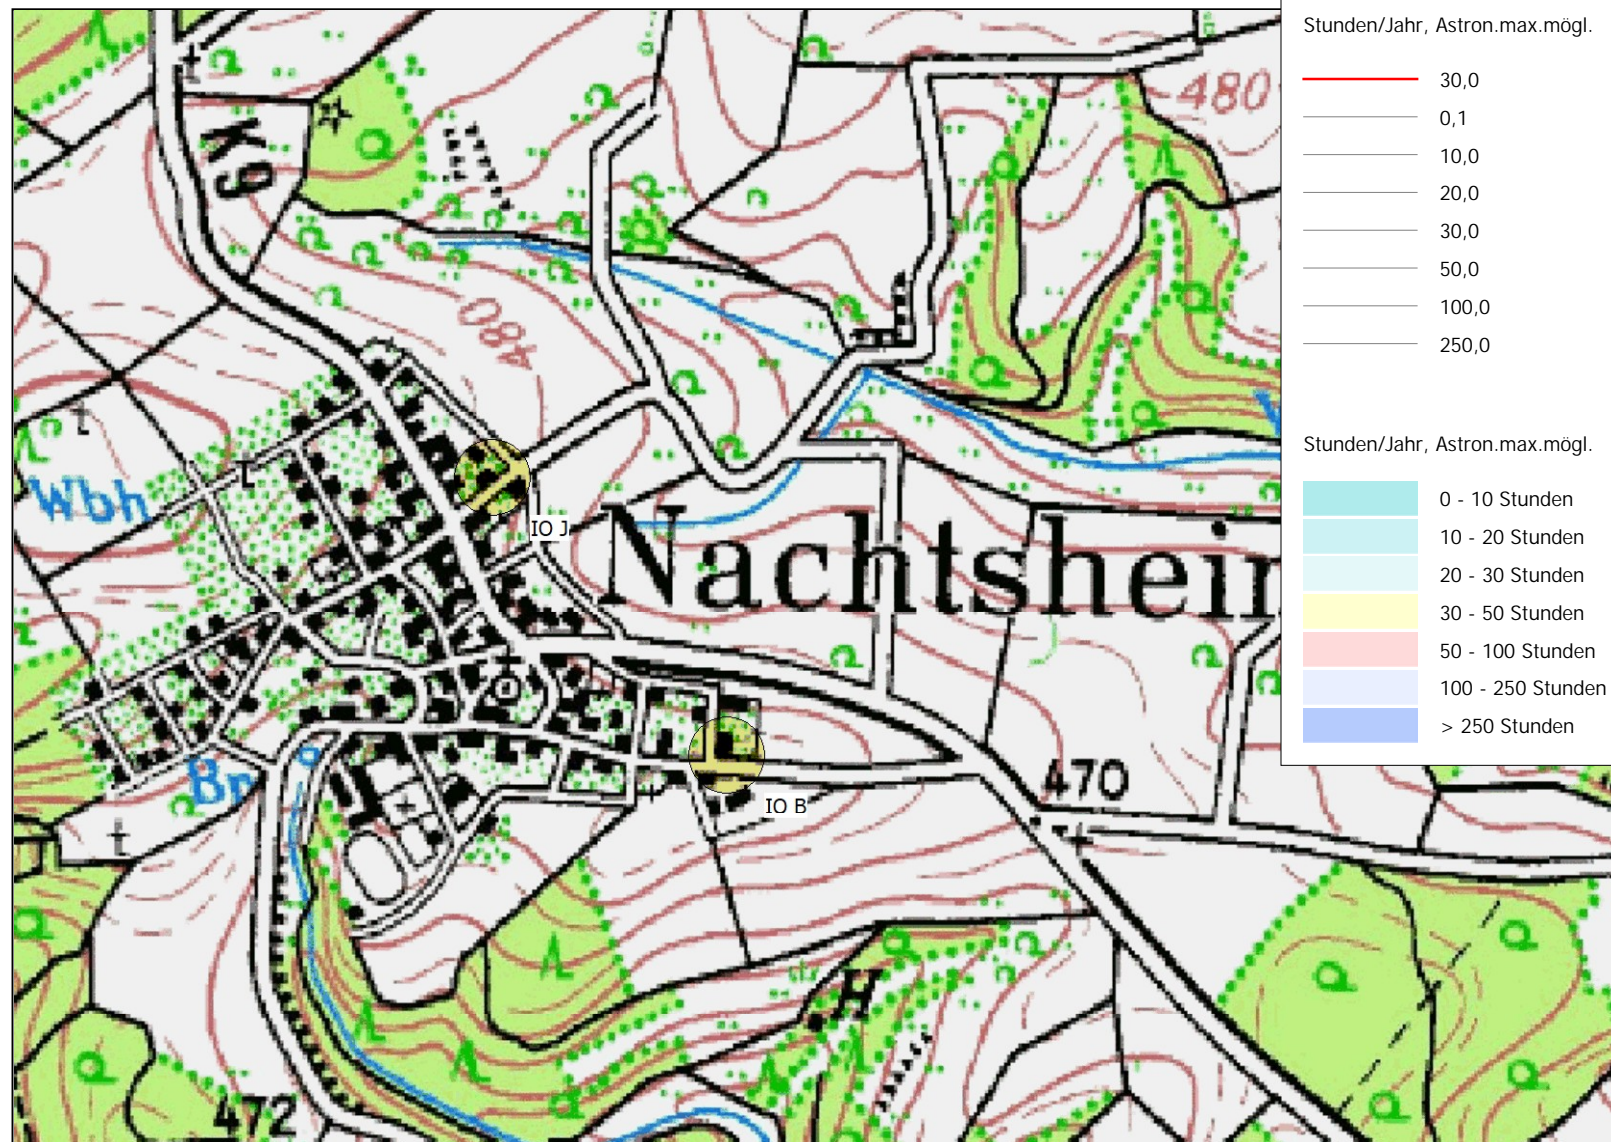 Stunden/Jahr, Astron.max.mögl.
30,0
0,1
10,0
20,0
30,0
50,0
100,0
250,0
Stunden/Jahr, Astron.max.mögl.
0 - 10 Stunden
10 - 20 Stunden
20 - 30 Stunden
30 - 50 Stunden
50 - 100 Stunden
100 - 250 Stunden
> 250 Stunden
480
K9
480
Wbh
IO J
Nachtshei
Bn
470
IO B
H
472